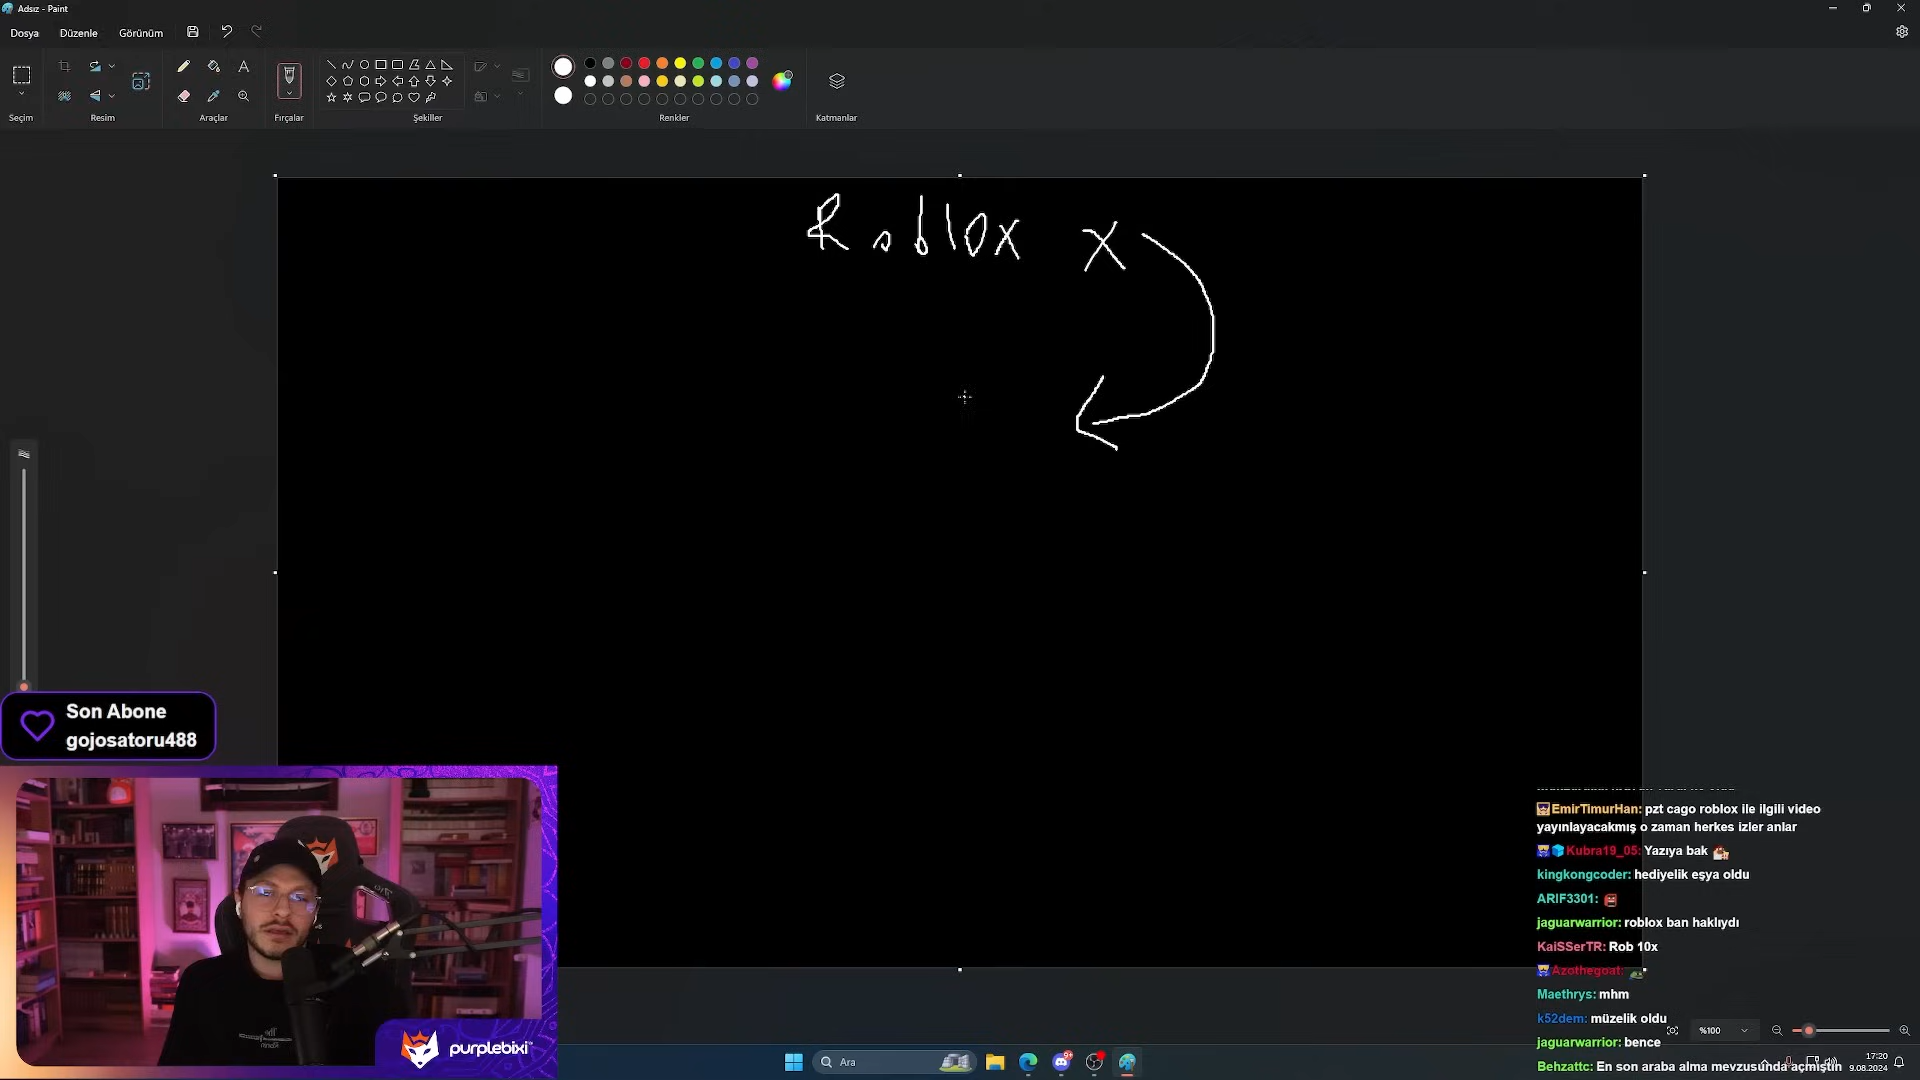 Adsız - Paint
Dosya Düzenle Görünüm
Seçim Resim Araçlar Fırçalar Şekiller Renkler Katmanlar
Roblox X
Son Abone
gojosatoru488
EmirTimurHan: pzt cago roblox ile ilgili video
yayınlayacakmış o zaman herkes izler anlar
Kubra19_05: Yazıya bak
kingkongcoder: hediyelik eşya oldu
ARIF3301:
jaguarwarrior: roblox ban haklıydı
KaiSSerTR: Rob 10x
Azothegoat:
Maethrys: mhm
k52dem: müzelik oldu
%100
jaguarwarrior: bence
Behzattc: En son araba alma mevzusunda açmıştın
purplebixi
Ara
17:20
9.08.2024